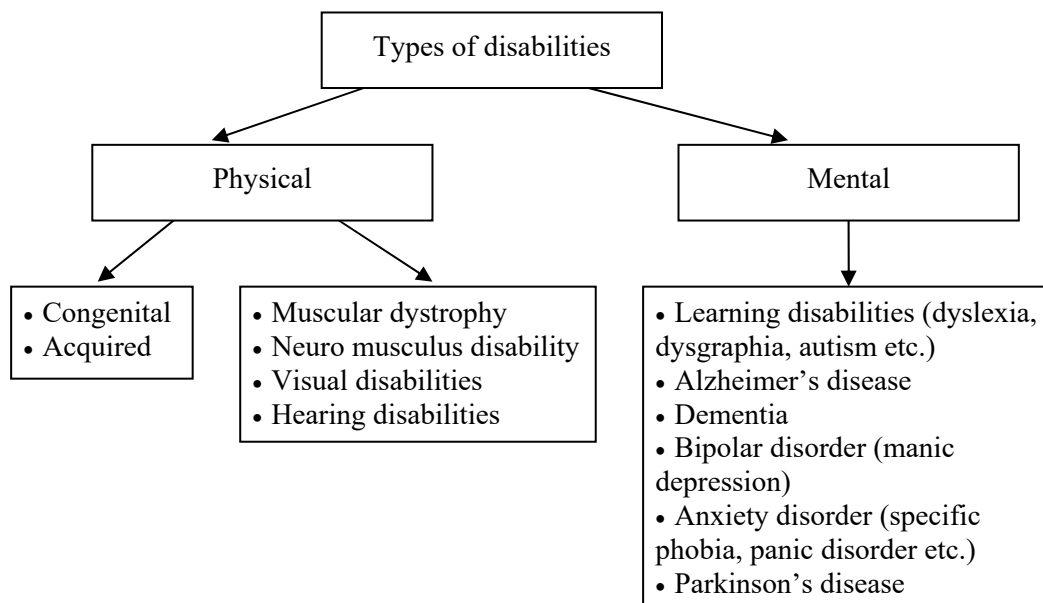 Types of disabilities
Physical
Mental
• Congenital
• Acquired
• Muscular dystrophy
• Neuro musculus disability
• Visual disabilities
• Hearing disabilities
• Learning disabilities (dyslexia,
dysgraphia, autism etc.)
• Alzheimer’s disease
• Dementia
• Bipolar disorder (manic
depression)
• Anxiety disorder (specific
phobia, panic disorder etc.)
• Parkinson’s disease